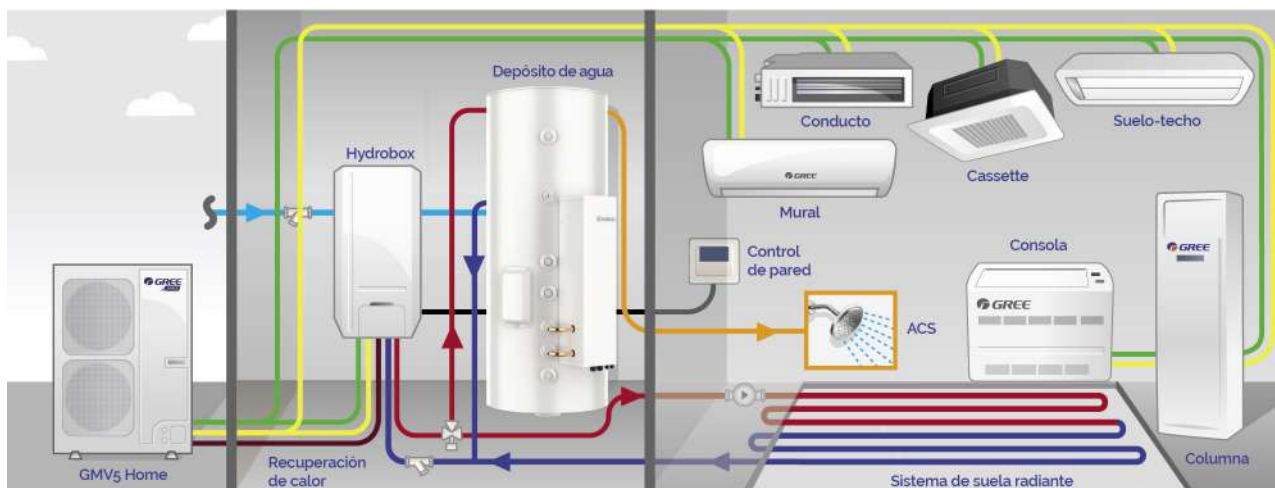 Depósito de agua
Hydrobox
Conducto
Cassette
Suelo-techo
GREE
Mural
Control
de pared
Consola
GREE
GREE
ACS
GREE
GMV5 Home
Recuperación
de calor
Sistema de suela radiante
Columna